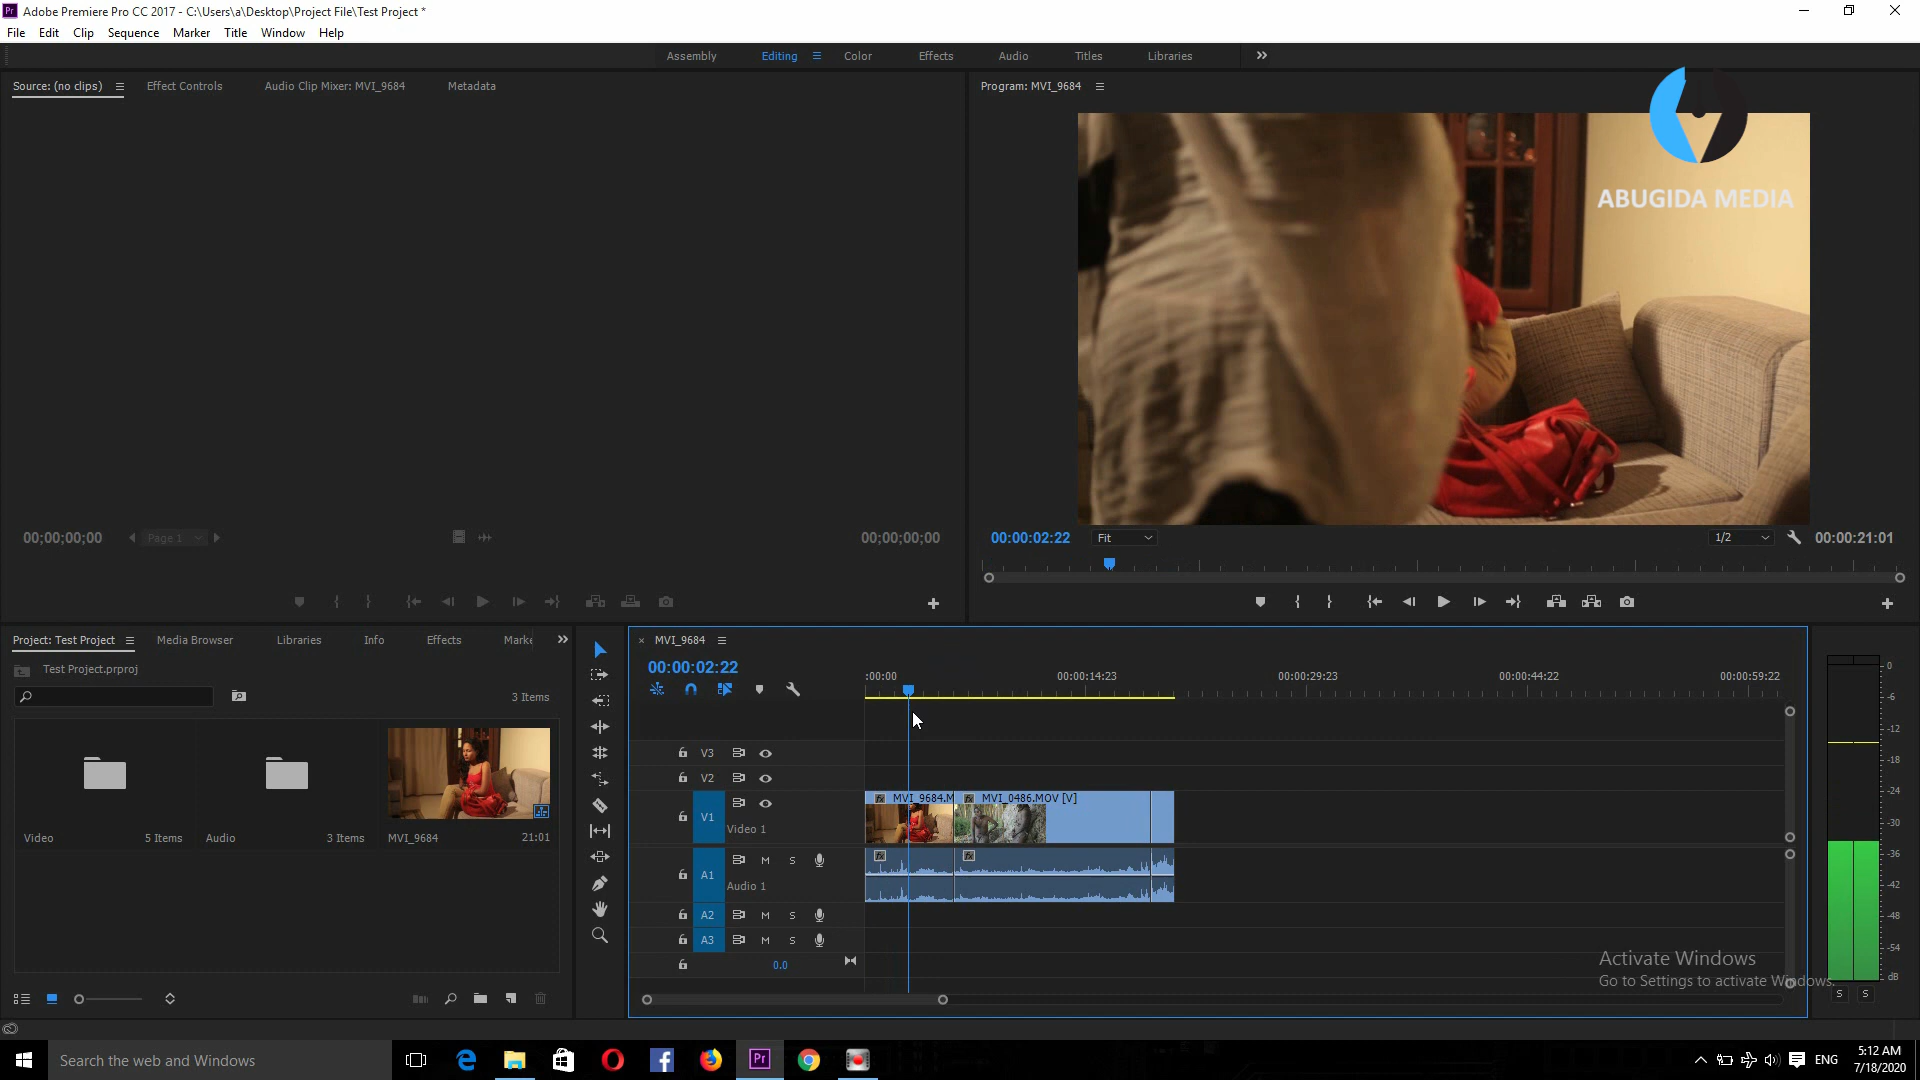 Adobe Premiere Pro CC 2017 - C:\Users\a\Desktop\Project File\Test Project *
File Edit Clip Sequence Marker Title Window Help
Assembly Editing Color Effects Audio Titles Libraries
Source: (no clips) Effect Controls Audio Clip Mixer: MVI_9684 Metadata
Program: MVI_9684
ABUGIDA MEDIA
00;00;00;00 Page 1 00;00;00;00
00:00:02:22 Fit 1/2 00:00:21:01
Project: Test Project Media Browser Libraries Info Effects Marke
Test Project.prproj
3 Items
Video 5 Items Audio 3 Items MVI_9684 21:01
MVI_9684
00:00:02:22
:00:00 00:00:14:23 00:00:29:23 00:00:44:22 00:00:59:22
V3
V2
MVI_9684.M MVI_0486.MOV [V]
V1
Video 1
M S
A1
Audio 1
A2 M S
A3 M S
0.0
0
-6
-12
-18
-24
-30
-36
-42
-48
-54
dB
S S
Activate Windows
Go to Settings to activate Windows.
Search the web and Windows
Pr
ENG
5:12 AM
7/18/2020